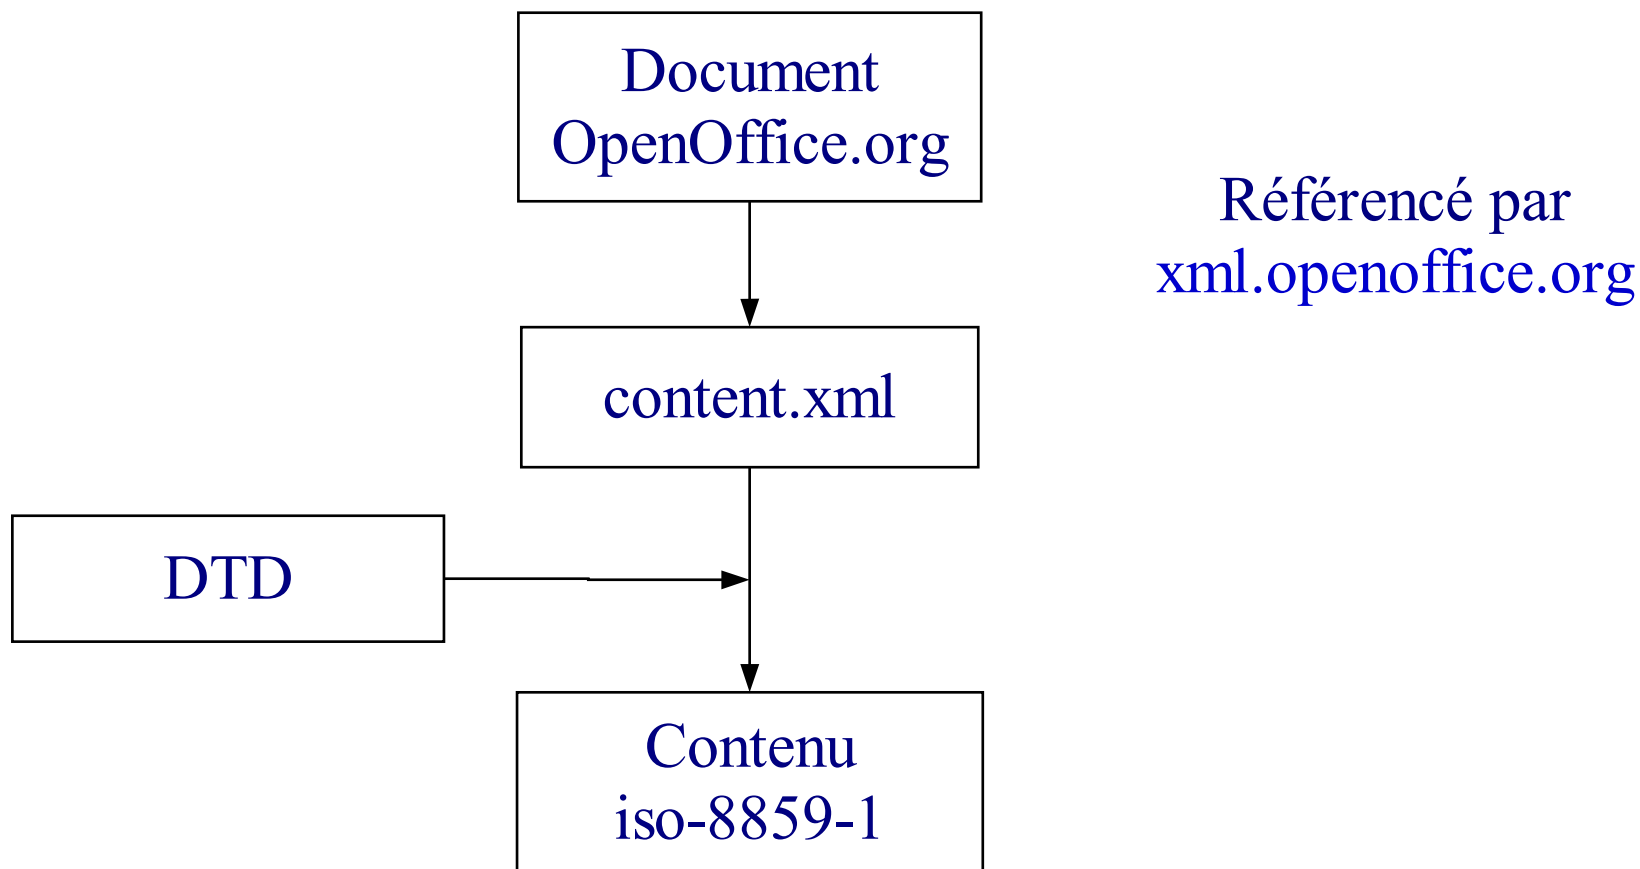 Document
OpenOffice.org
Référencé par
xml.openoffice.org
content.xml
DTD
Contenu
iso-8859-1